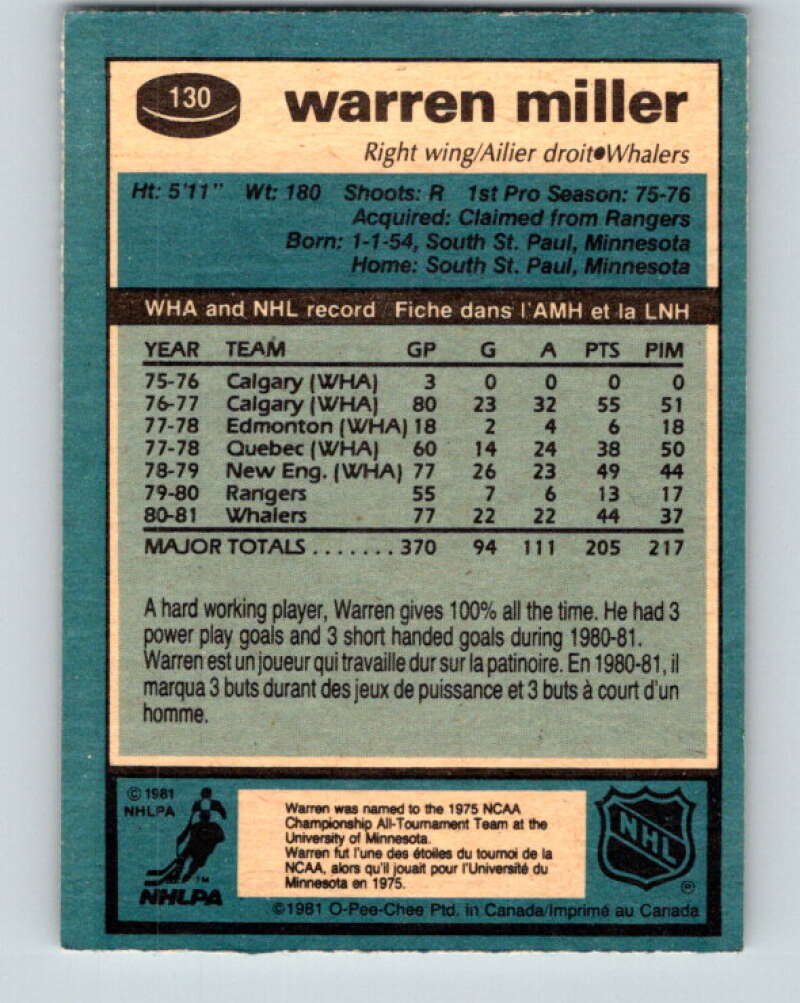 130
warren miller
Right wing/Ailier droit•Whalers
Ht: 5'11" Wt: 180 Shoots: R 1st Pro Season: 75-76
Acquired: Claimed from Rangers
Born: 1-1-54, South St. Paul, Minnesota
Home: South St. Paul, Minnesota
WHA and NHL record Fiche dans l'AMH et la LNH
YEAR TEAM GP G A PTS PIM
75-76 Calgary (WHA) 3 0 0 0 0
76-77 Calgary (WHA) 80 23 32 55 51
77-78 Edmonton (WHA) 18 2 4 6 18
77-78 Quebec (WHA) 60 14 24 38 50
78-79 New Eng. (WHA) 77 26 23 49 44
79-80 Rangers 55 7 6 13 17
80-81 Whalers 77 22 22 44 37
MAJOR TOTALS ....... 370 94 111 205 217
A hard working player, Warren gives 100% all the time. He had 3
power play goals and 3 short handed goals during 1980-81.
Warren est un joueur qui travaille dur sur la patinoire. En 1980-81, il
marqua 3 buts durant des jeux de puissance et 3 buts à court d'un
homme.
© 1981
NHLPA
TM
NHLPA
Warren was named to the 1975 NCAA
Championship All-Tournament Team at the
University of Minnesota.
Warren fut l'une des étoiles du tournoi de la
NCAA, alors qu'il jouait pour l'Université du
Minnesota en 1975.
NHL
®
©1981 O-Pee-Chee Ptd. in Canada/Imprimé au Canada